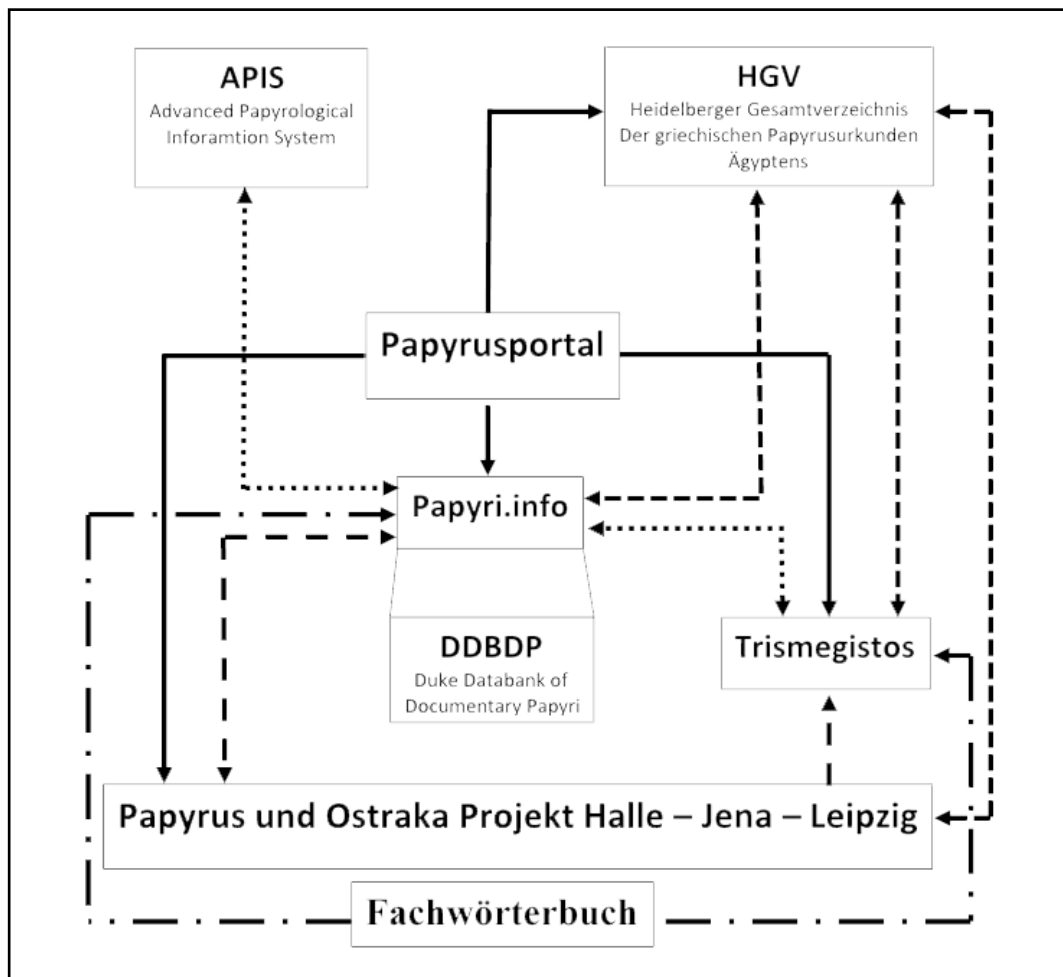 APIS
Advanced Papyrological
Inforamtion System
HGV
Heidelberger Gesamtverzeichnis
Der griechischen Papyrusurkunden
Ägyptens
Papyrusportal
Papyri.info
DDBDP
Duke Databank of
Documentary Papyri
Trismegistos
Papyrus und Ostraka Projekt Halle – Jena – Leipzig
Fachwörterbuch